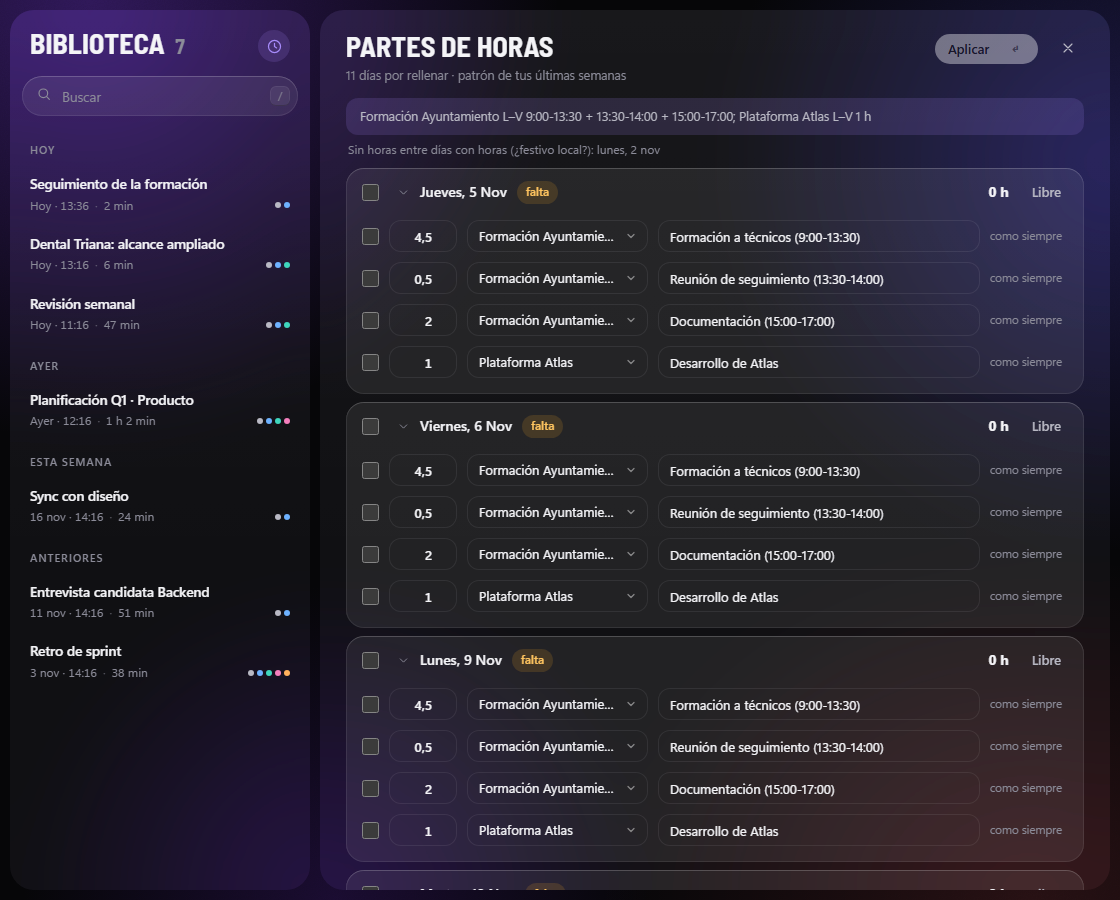 BIBLIOTECA 7
Buscar /
HOY
Seguimiento de la formación
Hoy · 13:36 · 2 min
Dental Triana: alcance ampliado
Hoy · 13:16 · 6 min
Revisión semanal
Hoy · 11:16 · 47 min
AYER
Planificación Q1 · Producto
Ayer · 12:16 · 1 h 2 min
ESTA SEMANA
Sync con diseño
16 nov · 14:16 · 24 min
ANTERIORES
Entrevista candidata Backend
11 nov · 14:16 · 51 min
Retro de sprint
3 nov · 14:16 · 38 min
PARTES DE HORAS
Aplicar
11 días por rellenar · patrón de tus últimas semanas
Formación Ayuntamiento L–V 9:00-13:30 + 13:30-14:00 + 15:00-17:00; Plataforma Atlas L–V 1 h
Sin horas entre días con horas (¿festivo local?): lunes, 2 nov
Jueves, 5 Nov falta 0 h Libre
4,5 Formación Ayuntamie... Formación a técnicos (9:00-13:30) como siempre
0,5 Formación Ayuntamie... Reunión de seguimiento (13:30-14:00) como siempre
2 Formación Ayuntamie... Documentación (15:00-17:00) como siempre
1 Plataforma Atlas Desarrollo de Atlas como siempre
Viernes, 6 Nov falta 0 h Libre
4,5 Formación Ayuntamie... Formación a técnicos (9:00-13:30) como siempre
0,5 Formación Ayuntamie... Reunión de seguimiento (13:30-14:00) como siempre
2 Formación Ayuntamie... Documentación (15:00-17:00) como siempre
1 Plataforma Atlas Desarrollo de Atlas como siempre
Lunes, 9 Nov falta 0 h Libre
4,5 Formación Ayuntamie... Formación a técnicos (9:00-13:30) como siempre
0,5 Formación Ayuntamie... Reunión de seguimiento (13:30-14:00) como siempre
2 Formación Ayuntamie... Documentación (15:00-17:00) como siempre
1 Plataforma Atlas Desarrollo de Atlas como siempre